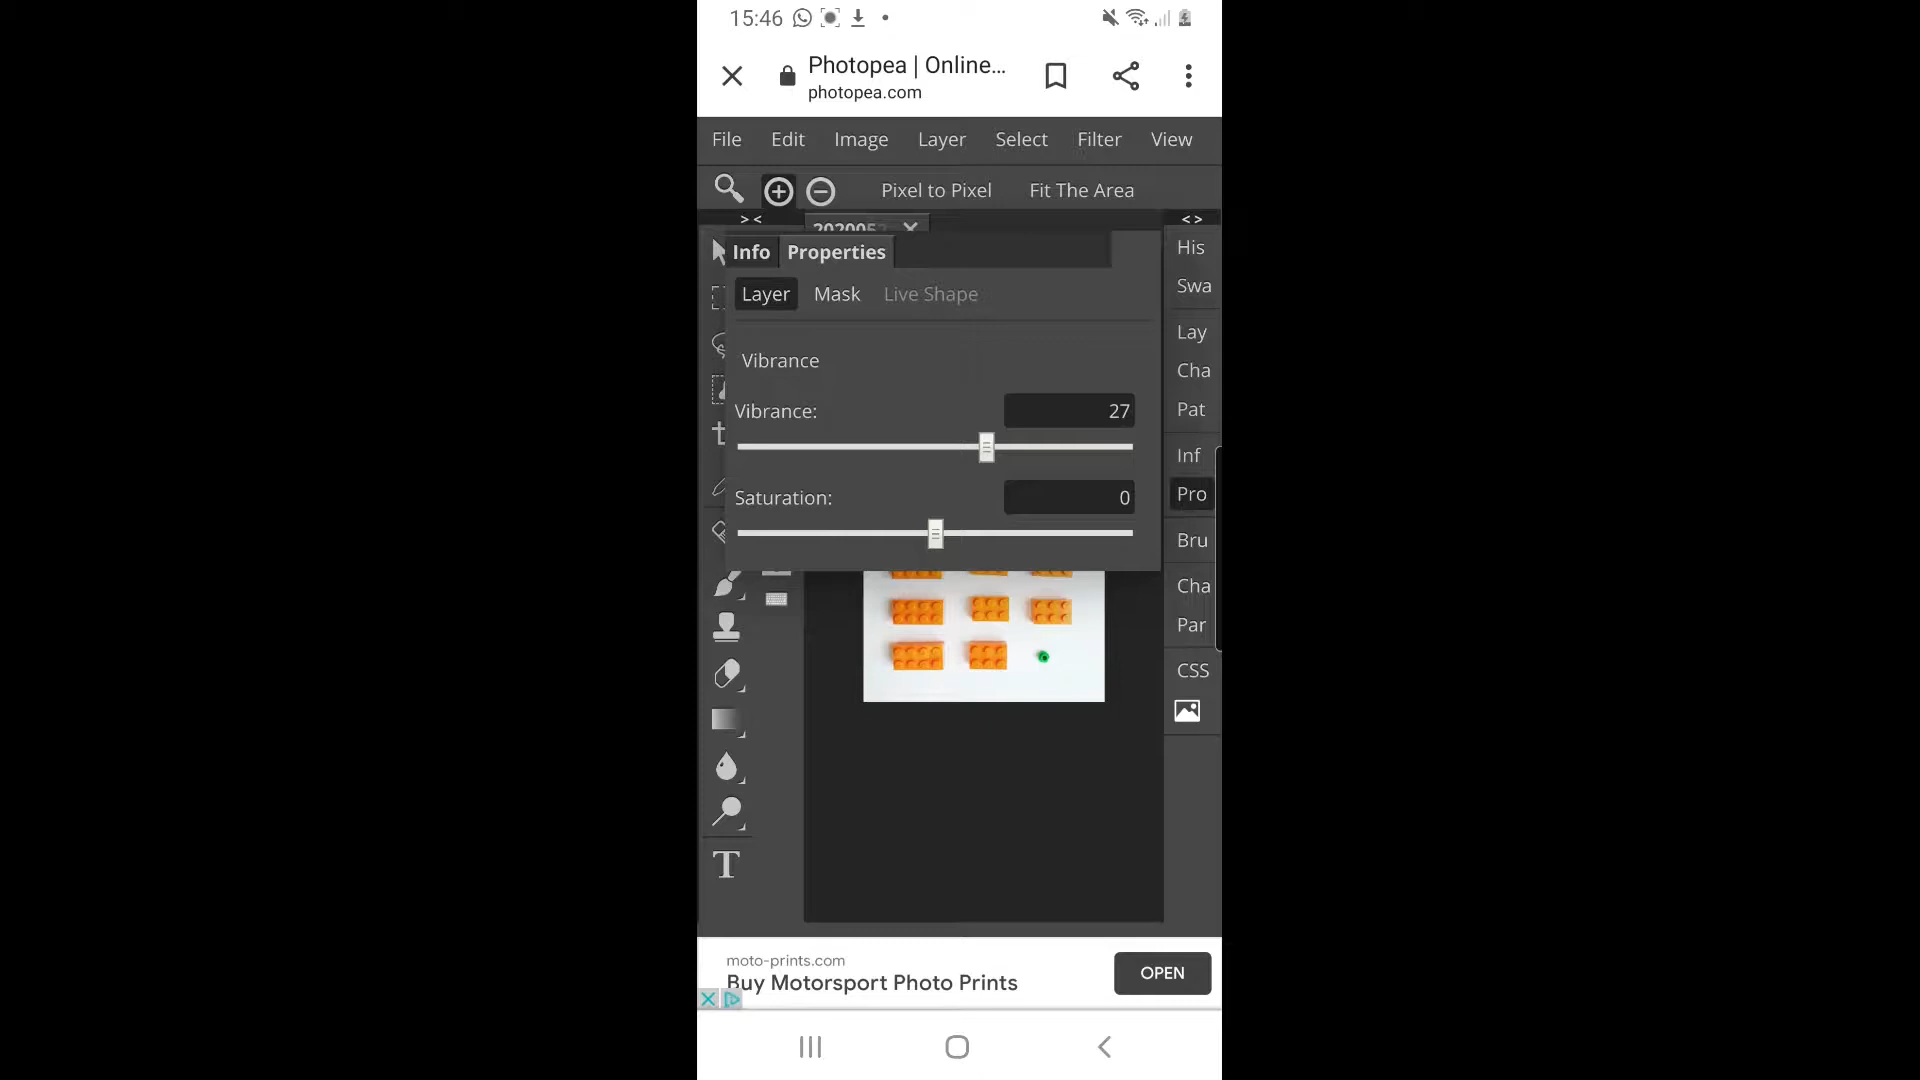 15:46
Photopea | Online...
photopea.com
File Edit Image Layer Select Filter View
Pixel to Pixel Fit The Area
> < < >
Info Properties
Layer Mask Live Shape
Vibrance
Vibrance: 27
Saturation: 0
His
Swa
Lay
Cha
Pat
Inf
Pro
Bru
Cha
Par
CSS
T
moto-prints.com
Buy Motorsport Photo Prints
OPEN